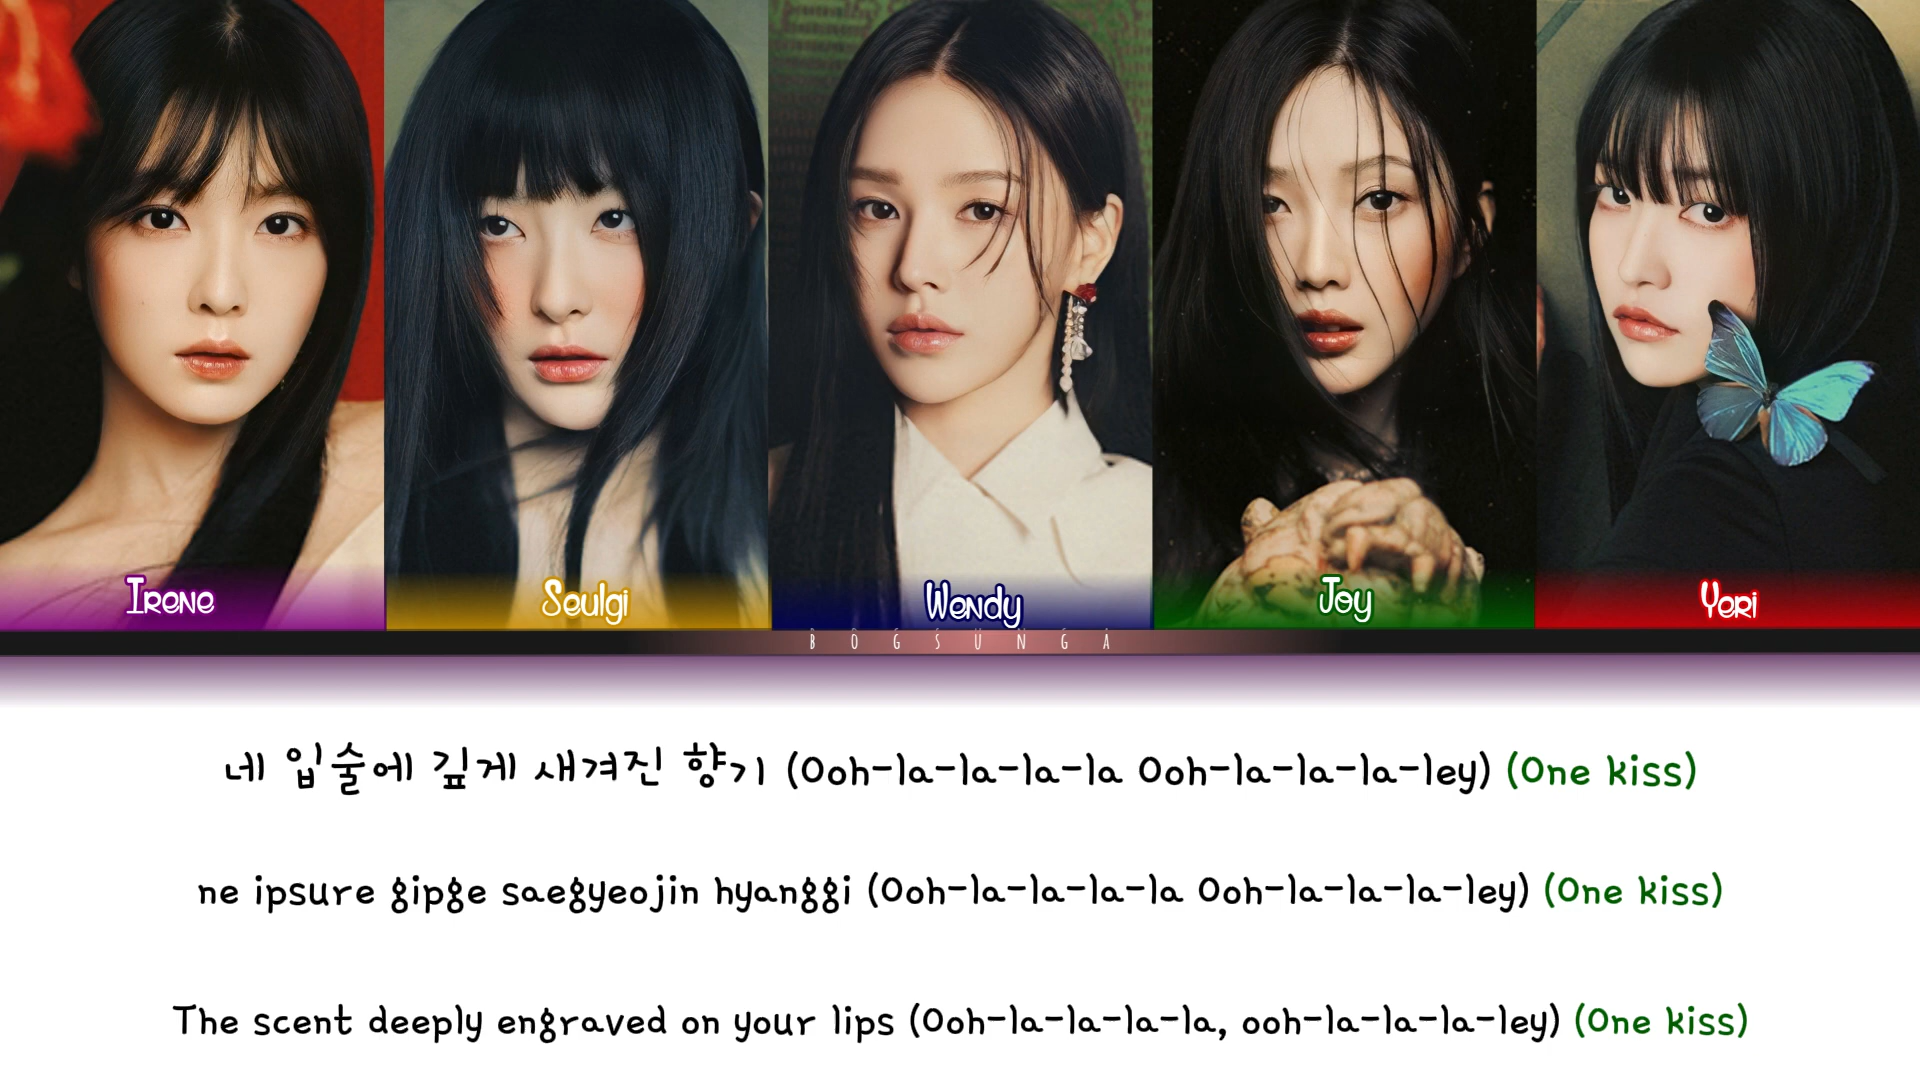 Irene
Seulgi
Wendy
Joy
Yeri
BOGSUNGA
네 입술에 깊게 새겨진 향기 (Ooh-la-la-la-la Ooh-la-la-la-ley) (One kiss)
ne ipsure gipge saegyeojin hyanggi (Ooh-la-la-la-la Ooh-la-la-la-ley) (One kiss)
The scent deeply engraved on your lips (Ooh-la-la-la-la, ooh-la-la-la-ley) (One kiss)